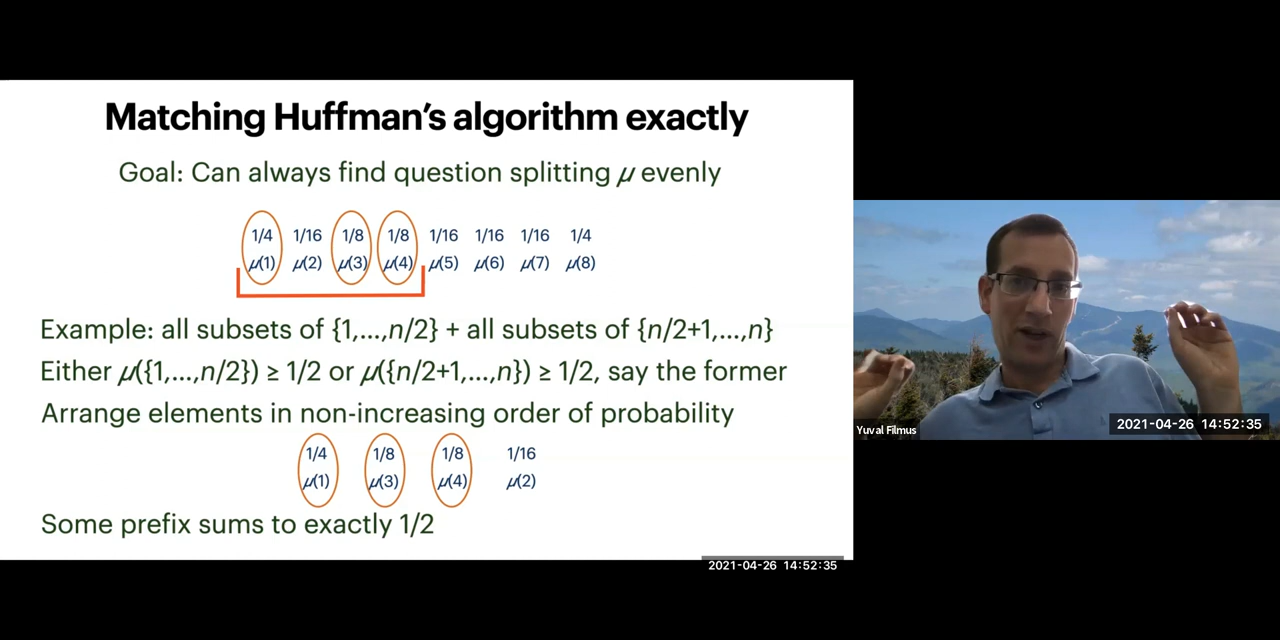 Matching Huffman's algorithm exactly
Goal: Can always find question splitting μ evenly
1/4 1/16 1/8 1/8 1/16 1/16 1/16 1/4
μ(1) μ(2) μ(3) μ(4) μ(5) μ(6) μ(7) μ(8)
Example: all subsets of {1,...,n/2} + all subsets of {n/2+1,...,n}
Either μ({1,...,n/2}) ≥ 1/2 or μ({n/2+1,...,n}) ≥ 1/2, say the former
Arrange elements in non-increasing order of probability
1/4 1/8 1/8 1/16
μ(1) μ(3) μ(4) μ(2)
Some prefix sums to exactly 1/2
2021-04-26 14:52:35
Yuval Filmus
2021-04-26 14:52:35